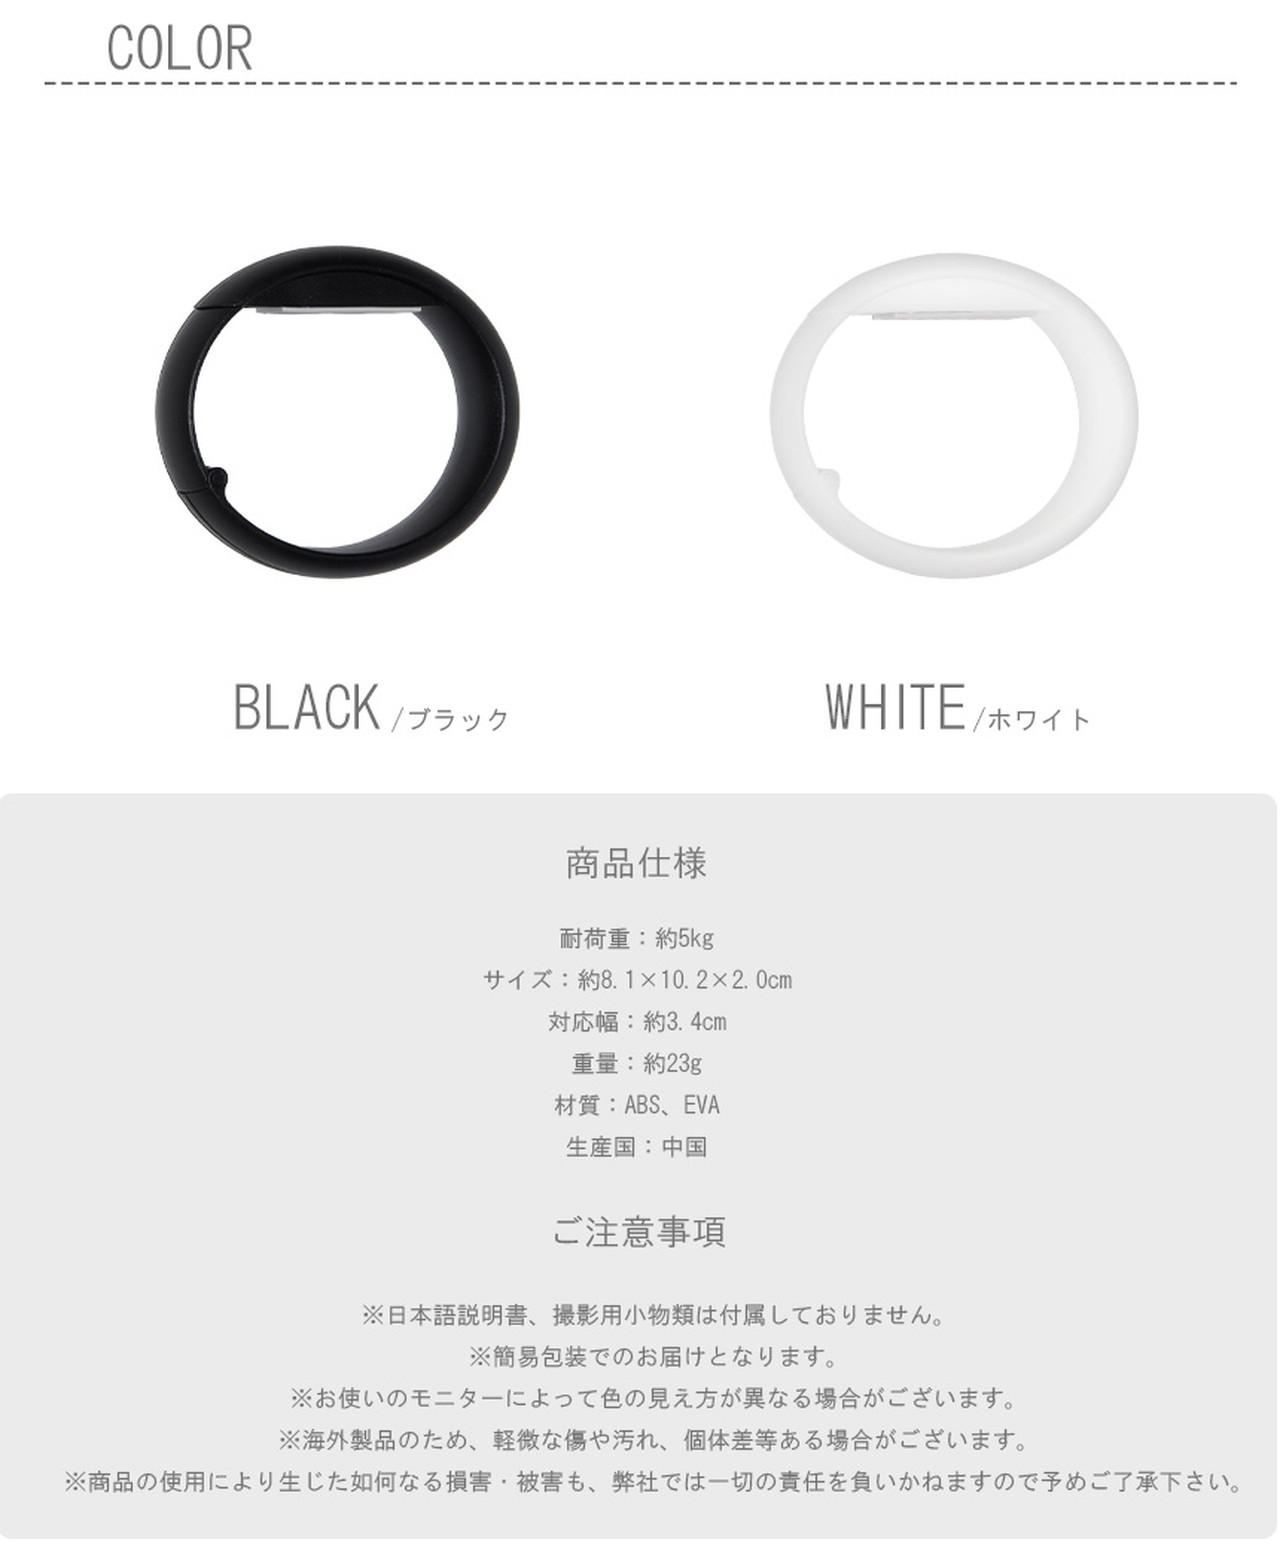 COLOR
BLACK /ブラック
WHITE /ホワイト
商品仕様
耐荷重：約5kg
サイズ：約8.1×10.2×2.0cm
対応幅：約3.4cm
重量：約23g
材質：ABS、EVA
生産国：中国
ご注意事項
※日本語説明書、撮影用小物類は付属しておりません。
※簡易包装でのお届けとなります。
※お使いのモニターによって色の見え方が異なる場合がございます。
※海外製品のため、軽微な傷や汚れ、個体差等ある場合がございます。
※商品の使用により生じた如何なる損害・被害も、弊社では一切の責任を負いかねますので予めご了承下さい。